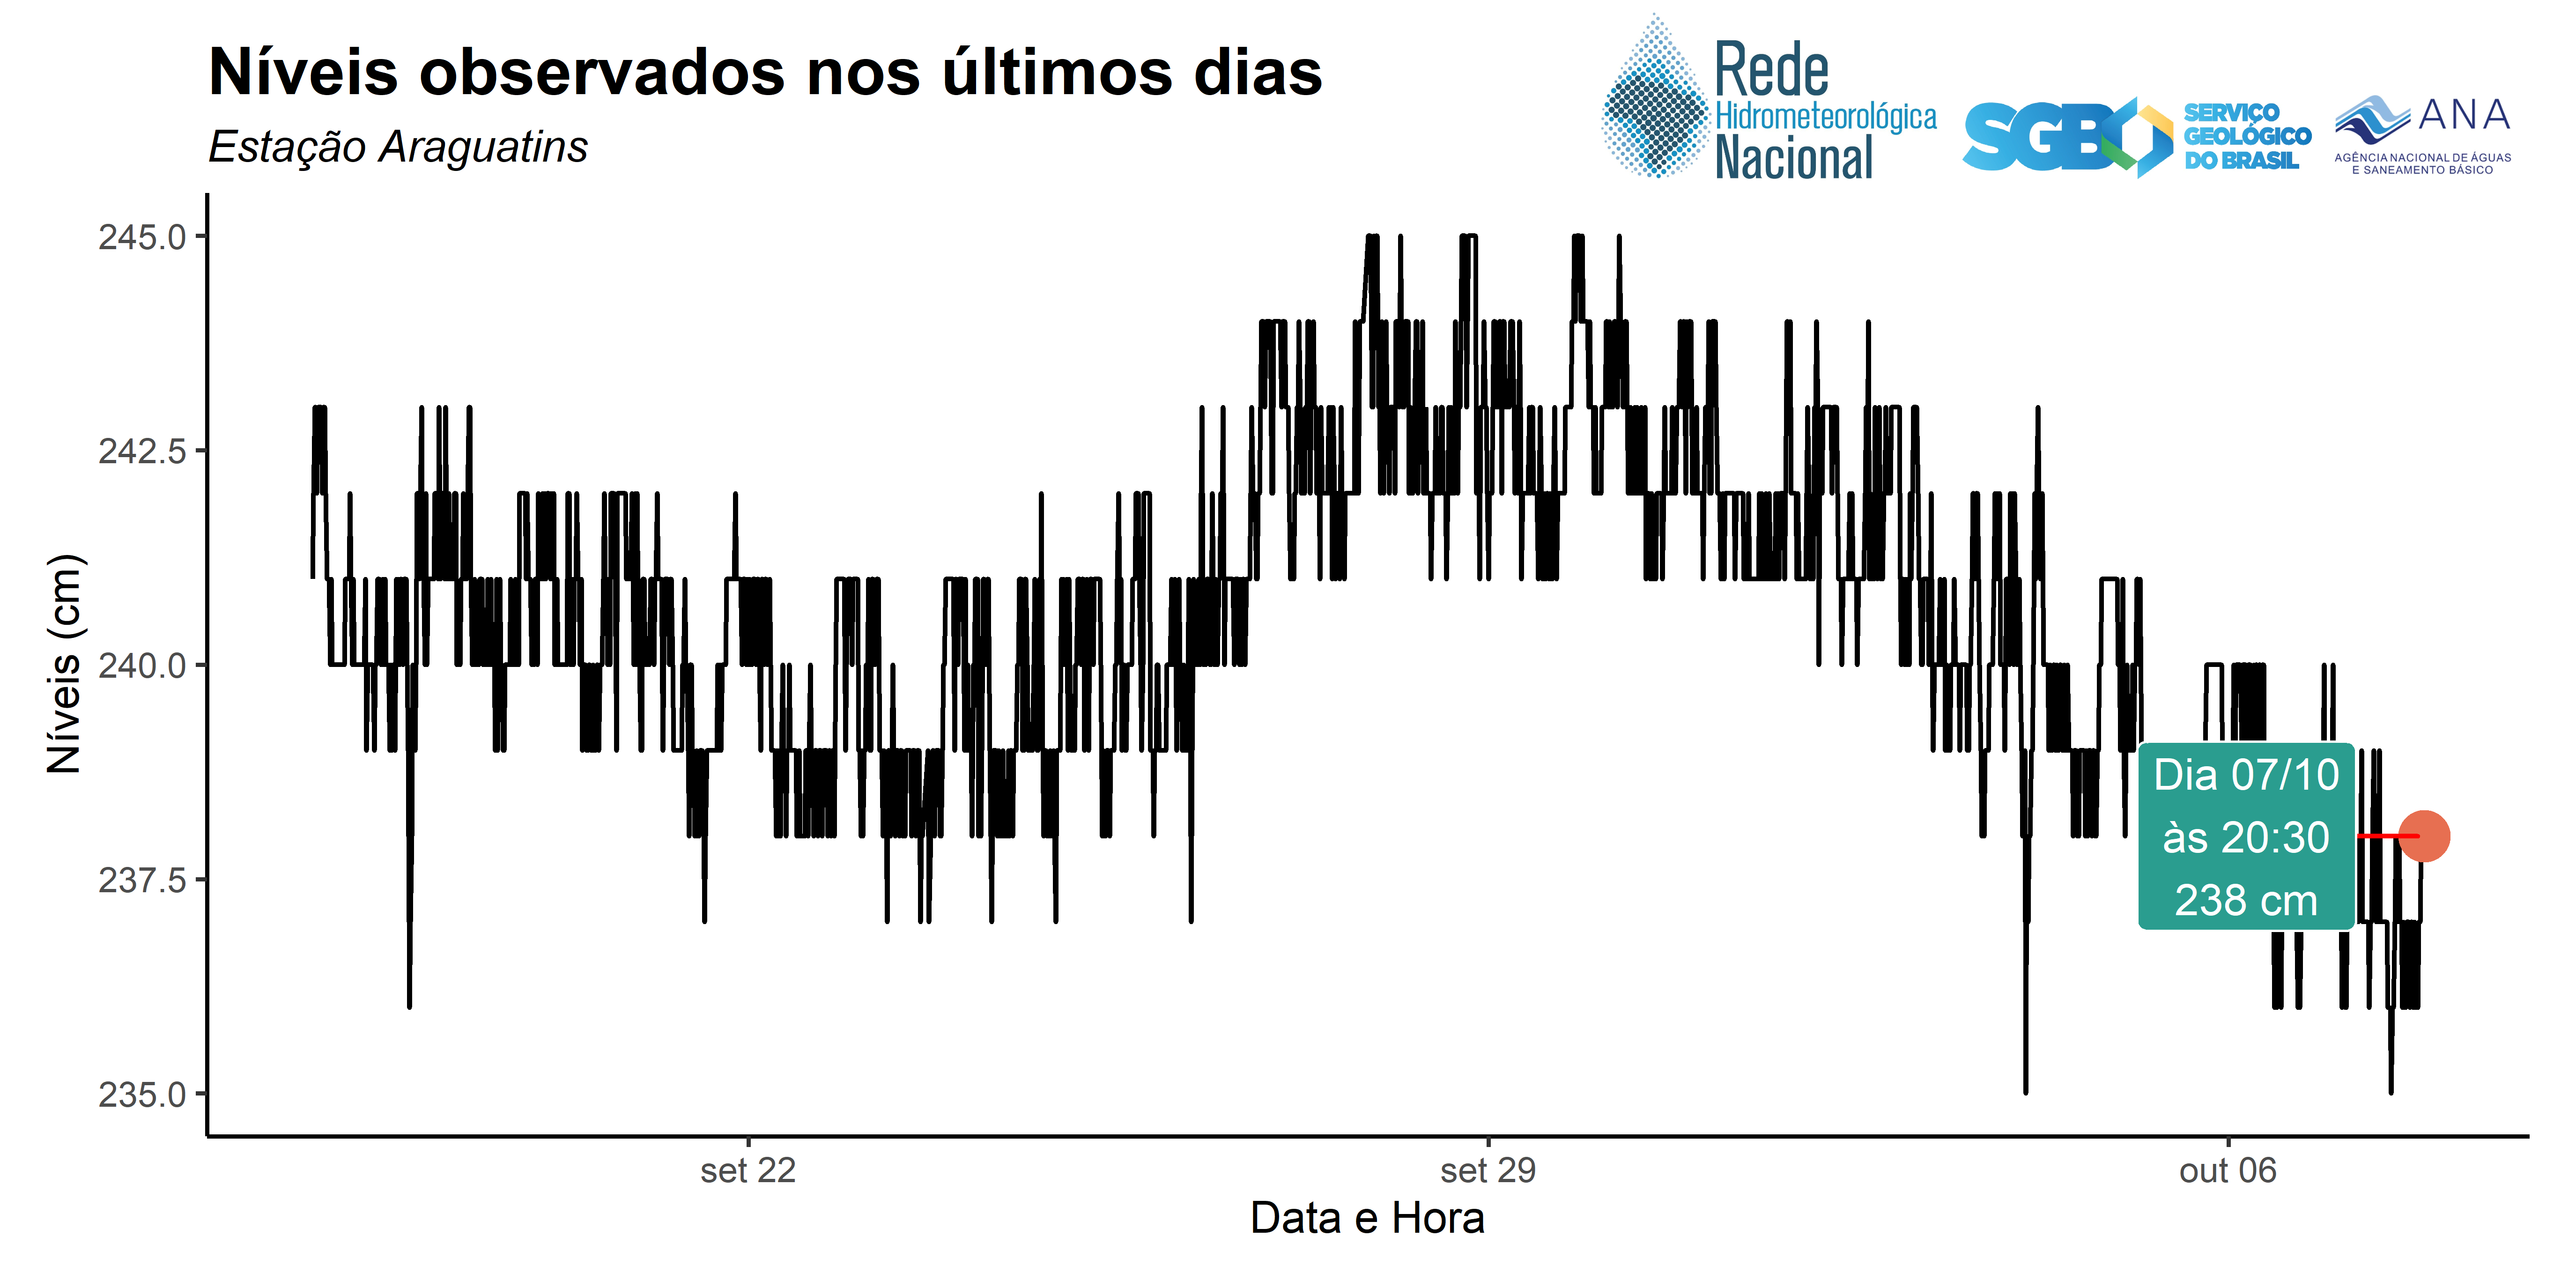 Níveis observados nos últimos dias
Estação Araguatins
Rede
Hidrometeorológica
Nacional
SGB
SERVIÇO
GEOLÓGICO
DO BRASIL
ANA
AGÊNCIA NACIONAL DE ÁGUAS
E SANEAMENTO BÁSICO
245.0
242.5
240.0
237.5
235.0
Níveis (cm)
Dia 07/10
às 20:30
238 cm
set 22
set 29
out 06
Data e Hora